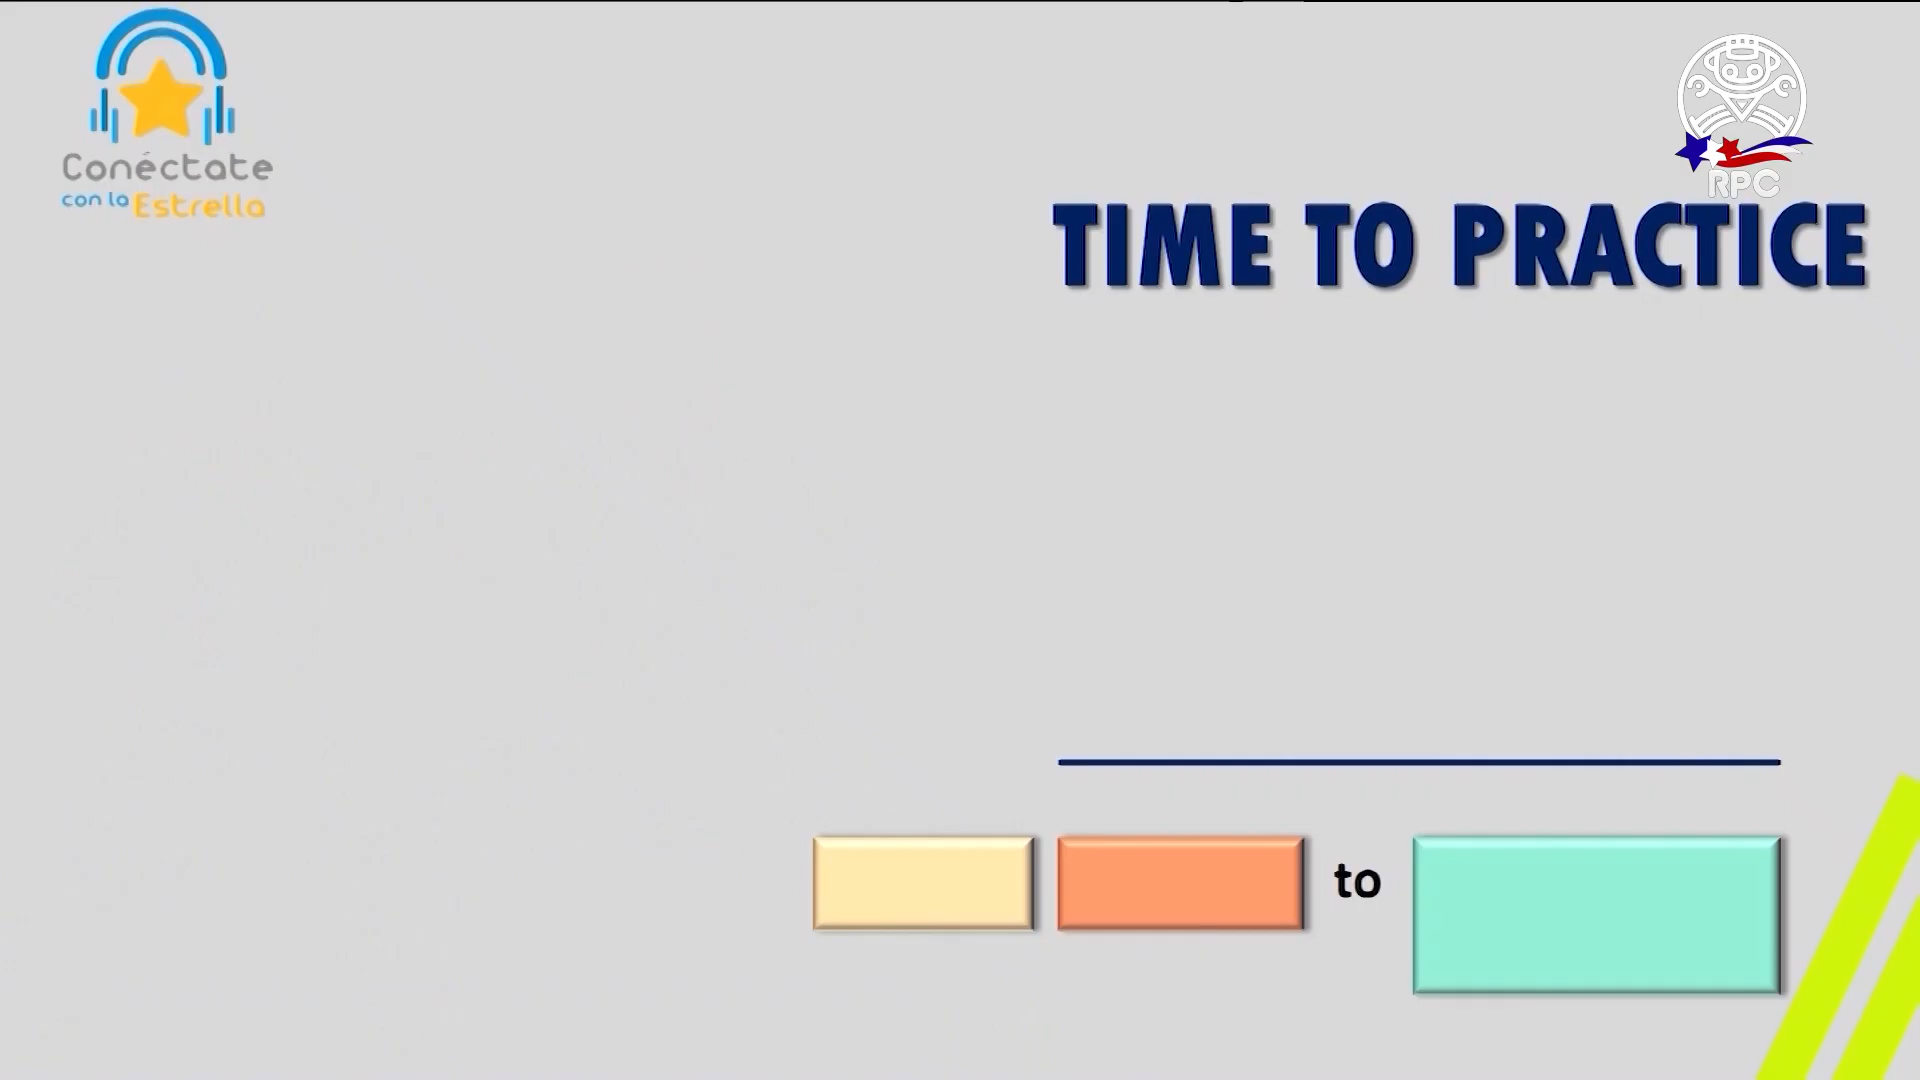 Conéctate
con la Estrella
RPC
TIME TO PRACTICE
to